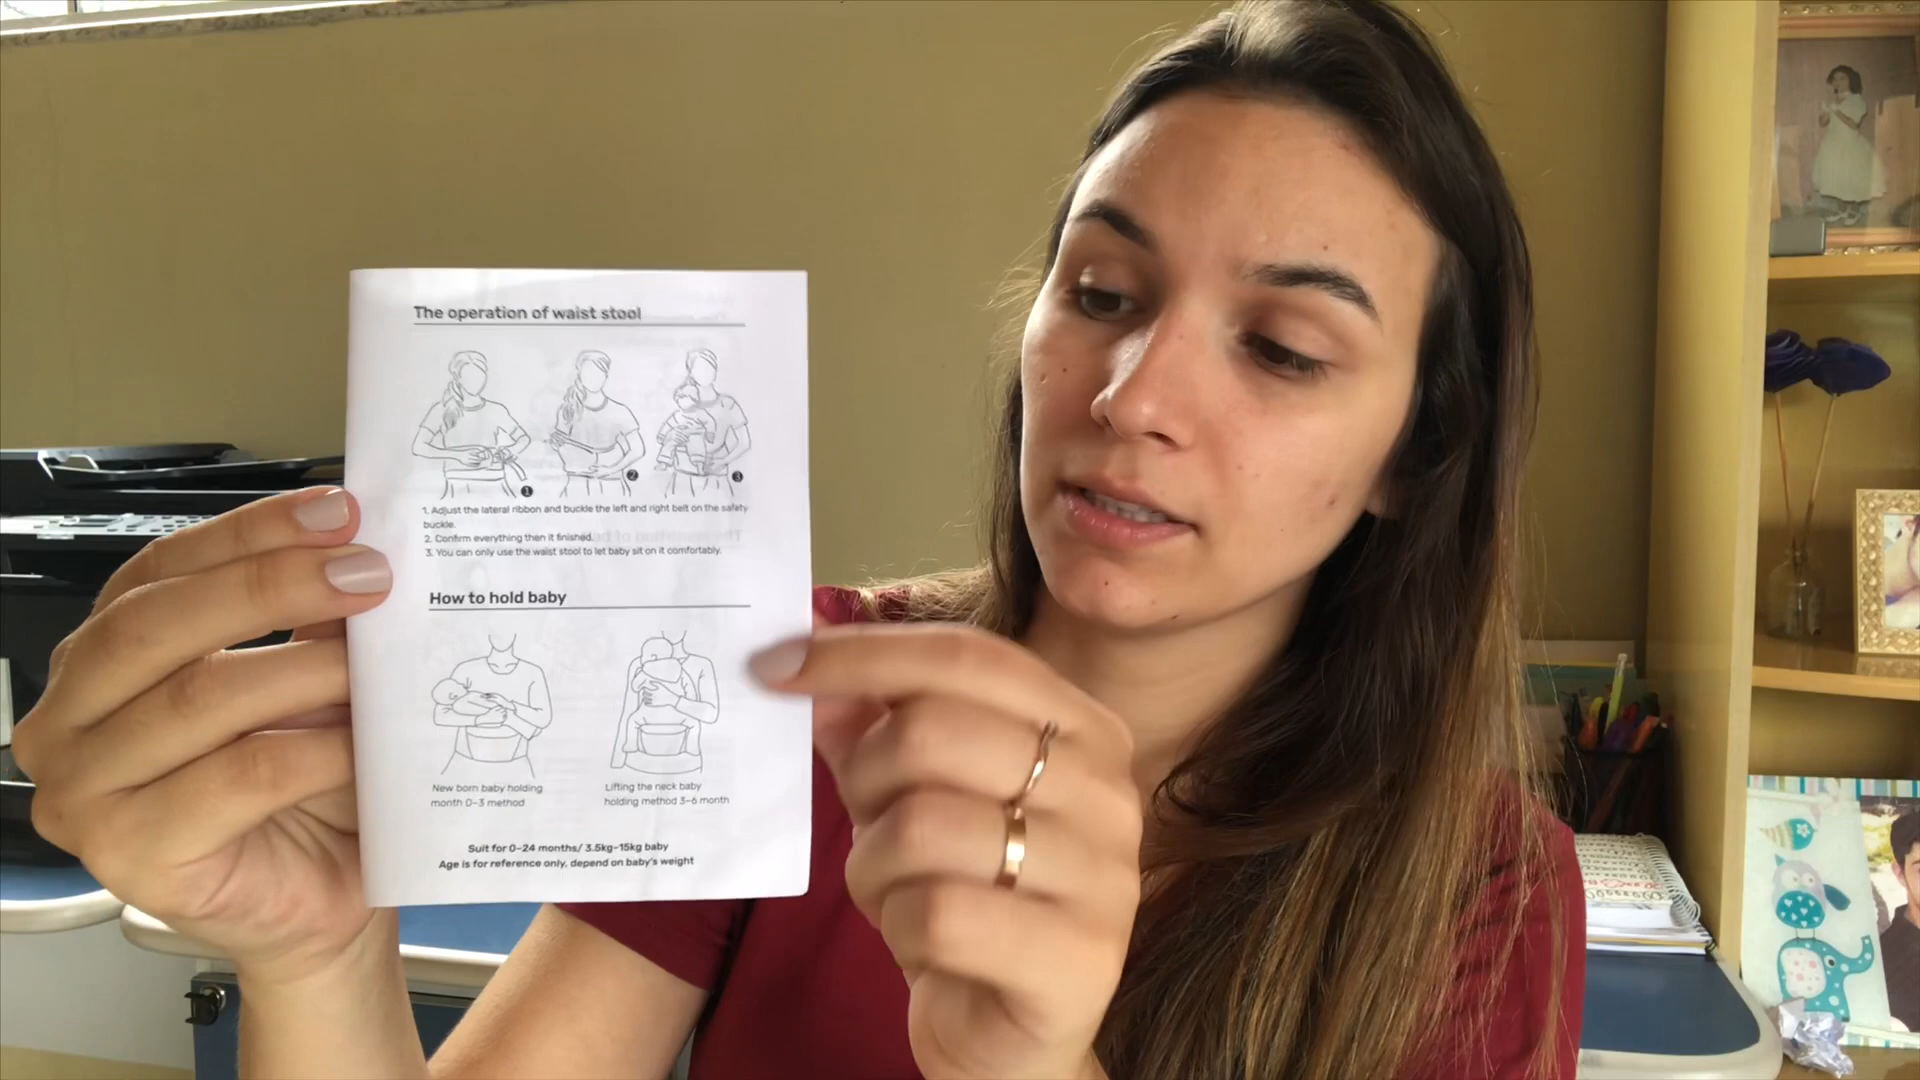 The operation of waist stool
1 2 3
1. Adjust the lateral ribbon and buckle the left and right belt on the safety
buckle.
2. Confirm everything then it finished.
3. You can only use the waist stool to let baby sit on it comfortably.
How to hold baby
New born baby holding
month 0-3 method
Lifting the neck baby
holding method 3-6 month
Suit for 0-24 months/ 3.5kg-15kg baby
Age is for reference only, depend on baby's weight